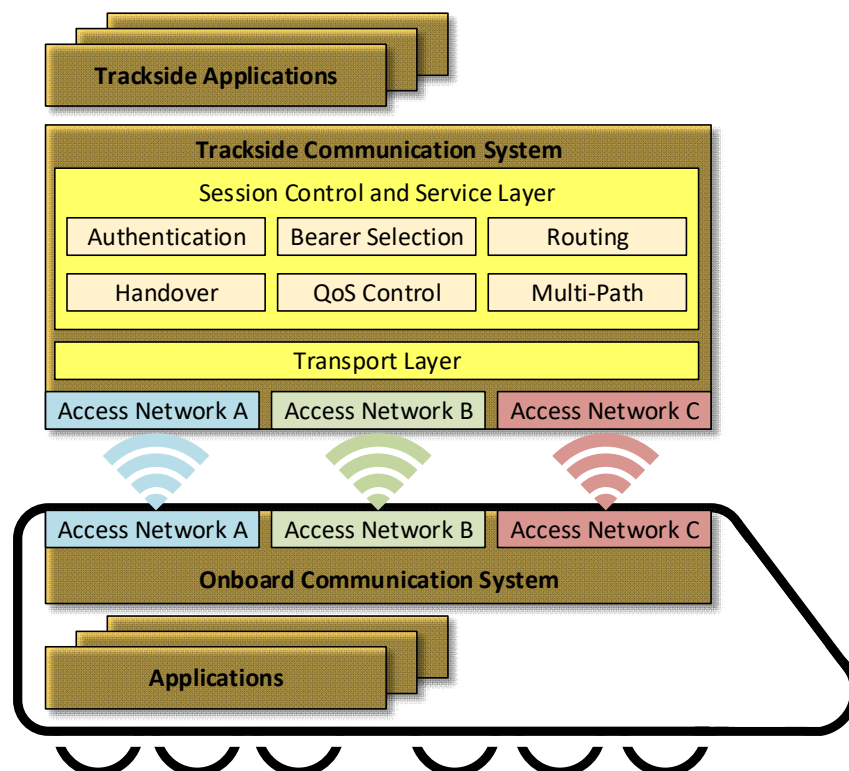 Trackside Applications
Trackside Communication System
Session Control and Service Layer
Authentication
Bearer Selection
Routing
Handover
QoS Control
Multi-Path
Transport Layer
Access Network A
Access Network B
Access Network C
Access Network A
Access Network B
Access Network C
Onboard Communication System
Applications